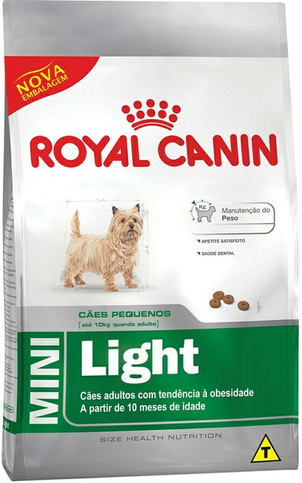 NOVA
EMBALAGEM
ROYAL CANIN
Kg
Manutenção do
Peso
APETITE SATISFEITO
SAÚDE DENTAL
CÃES PEQUENOS
(até 10kg quando adulto)
MINI
Light
Cães adultos com tendência à obesidade
A partir de 10 meses de idade
SIZE HEALTH NUTRITION
T